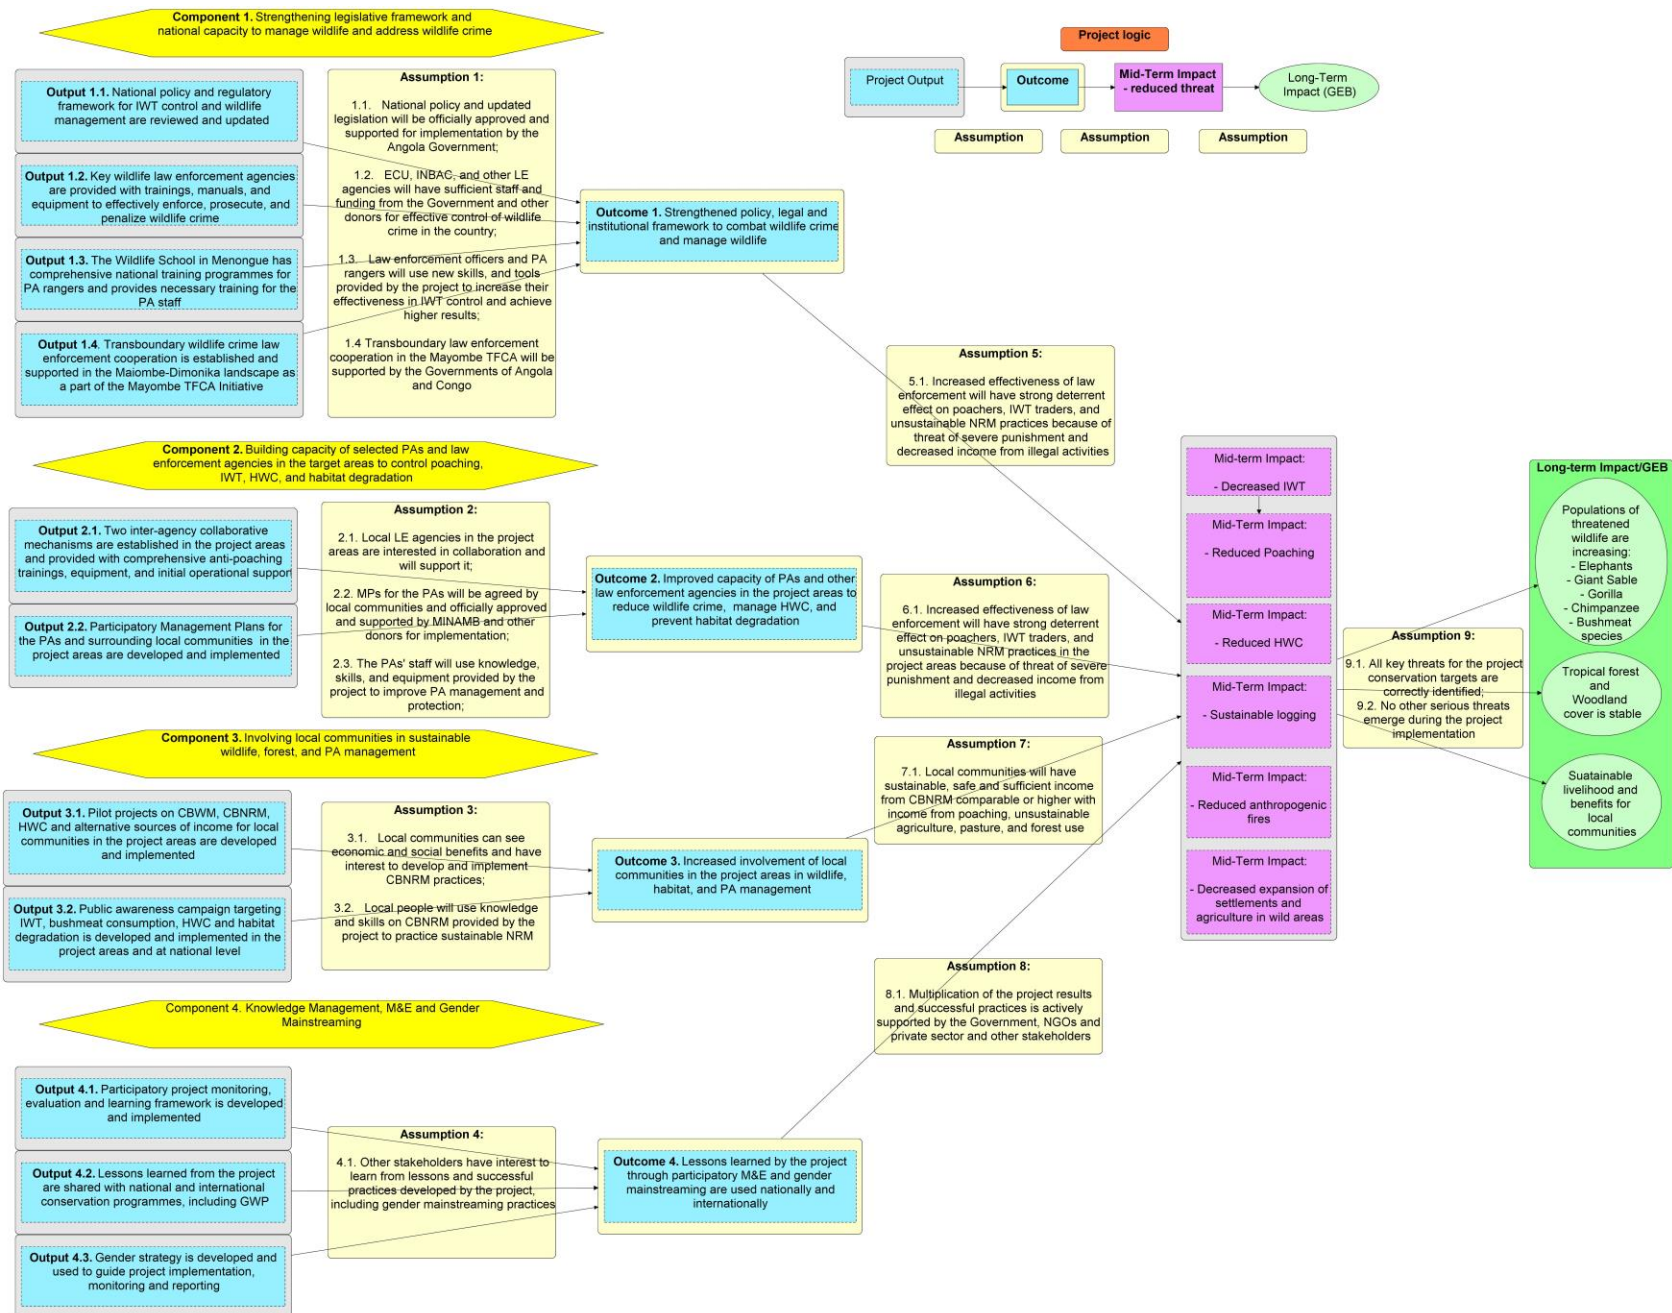 Component 1. Strengthening legislative framework and
national capacity to manage wildlife and address wildlife crime
Project logic
Project Output
Outcome
Mid-Term Impact
- reduced threat
Long-Term
Impact (GEB)
Assumption
Assumption
Assumption
Output 1.1. National policy and regulatory
framework for IWT control and wildlife
management are reviewed and updated
Output 1.2. Key wildlife law enforcement agencies
are provided with trainings, manuals, and
equipment to effectively enforce, prosecute, and
penalize wildlife crime
Output 1.3. The Wildlife School in Menongue has
comprehensive national training programmes for
PA rangers and provides necessary training for the
PA staff
Output 1.4. Transboundary wildlife crime law
enforcement cooperation is established and
supported in the Maiombe-Dimonika landscape as
a part of the Mayombe TFCA Initiative
Assumption 1:
1.1. National policy and updated
legislation will be officially approved and
supported for implementation by the
Angola Government;
1.2. ECU, INBAC, and other LE
agencies will have sufficient staff and
funding from the Government and other
donors for effective control of wildlife
crime in the country;
1.3. Law enforcement officers and PA
rangers will use new skills, and tools
provided by the project to increase their
effectiveness in IWT control and achieve
higher results;
1.4 Transboundary law enforcement
cooperation in the Mayombe TFCA will be
supported by the Governments of Angola
and Congo
Outcome 1. Strengthened policy, legal and
institutional framework to combat wildlife crime
and manage wildlife
Assumption 5:
5.1. Increased effectiveness of law
enforcement will have strong deterrent
effect on poachers, IWT traders, and
unsustainable NRM practices because of
threat of severe punishment and
decreased income from illegal activities
Component 2. Building capacity of selected PAs and law
enforcement agencies in the target areas to control poaching,
IWT, HWC, and habitat degradation
Output 2.1. Two inter-agency collaborative
mechanisms are established in the project areas
and provided with comprehensive anti-poaching
trainings, equipment, and initial operational support
Output 2.2. Participatory Management Plans for
the PAs and surrounding local communities in the
project areas are developed and implemented
Assumption 2:
2.1. Local LE agencies in the project
areas are interested in collaboration and
will support it;
2.2. MPs for the PAs will be agreed by
local communities and officially approved
and supported by MINAMB and other
donors for implementation;
2.3. The PAs' staff will use knowledge,
skills, and equipment provided by the
project to improve PA management and
protection;
Outcome 2. Improved capacity of PAs and other
law enforcement agencies in the project areas to
reduce wildlife crime, manage HWC, and
prevent habitat degradation
Assumption 6:
6.1. Increased effectiveness of law
enforcement will have strong deterrent
effect on poachers, IWT traders, and
unsustainable NRM practices in the
project areas because of threat of severe
punishment and decreased income from
illegal activities
Component 3. Involving local communities in sustainable
wildlife, forest, and PA management
Output 3.1. Pilot projects on CBWM, CBNRM,
HWC and alternative sources of income for local
communities in the project areas are developed
and implemented
Output 3.2. Public awareness campaign targeting
IWT, bushmeat consumption, HWC and habitat
degradation is developed and implemented in the
project areas and at national level
Assumption 3:
3.1. Local communities can see
economic and social benefits and have
interest to develop and implement
CBNRM practices;
3.2. Local people will use knowledge
and skills on CBNRM provided by the
project to practice sustainable NRM
Outcome 3. Increased involvement of local
communities in the project areas in wildlife,
habitat, and PA management
Assumption 7:
7.1. Local communities will have
sustainable, safe and sufficient income
from CBNRM comparable or higher with
income from poaching, unsustainable
agriculture, pasture, and forest use
Component 4. Knowledge Management, M&E and Gender
Mainstreaming
Output 4.1. Participatory project monitoring,
evaluation and learning framework is developed
and implemented
Output 4.2. Lessons learned from the project
are shared with national and international
conservation programmes, including GWP
Output 4.3. Gender strategy is developed and
used to guide project implementation,
monitoring and reporting
Assumption 4:
4.1. Other stakeholders have interest to
learn from lessons and successful
practices developed by the project,
including gender mainstreaming practices
Outcome 4. Lessons learned by the project
through participatory M&E and gender
mainstreaming are used nationally and
internationally
Assumption 8:
8.1. Multiplication of the project results
and successful practices is actively
supported by the Government, NGOs and
private sector and other stakeholders
Mid-term Impact:
- Decreased IWT
Mid-Term Impact:
- Reduced Poaching
Mid-Term Impact:
- Reduced HWC
Mid-Term Impact:
- Sustainable logging
Mid-Term Impact:
- Reduced anthropogenic
fires
Mid-Term Impact:
- Decreased expansion of
settlements and
agriculture in wild areas
Assumption 9:
9.1. All key threats for the project
conservation targets are
correctly identified;
9.2. No other serious threats
emerge during the project
implementation
Long-term Impact/GEB
Populations of
threatened
wildlife are
increasing:
- Elephants
- Giant Sable
- Gorilla
- Chimpanzee
- Bushmeat
species
Tropical forest
and
Woodland
cover is stable
Suatainable
livelihood and
benefits for
local
communities